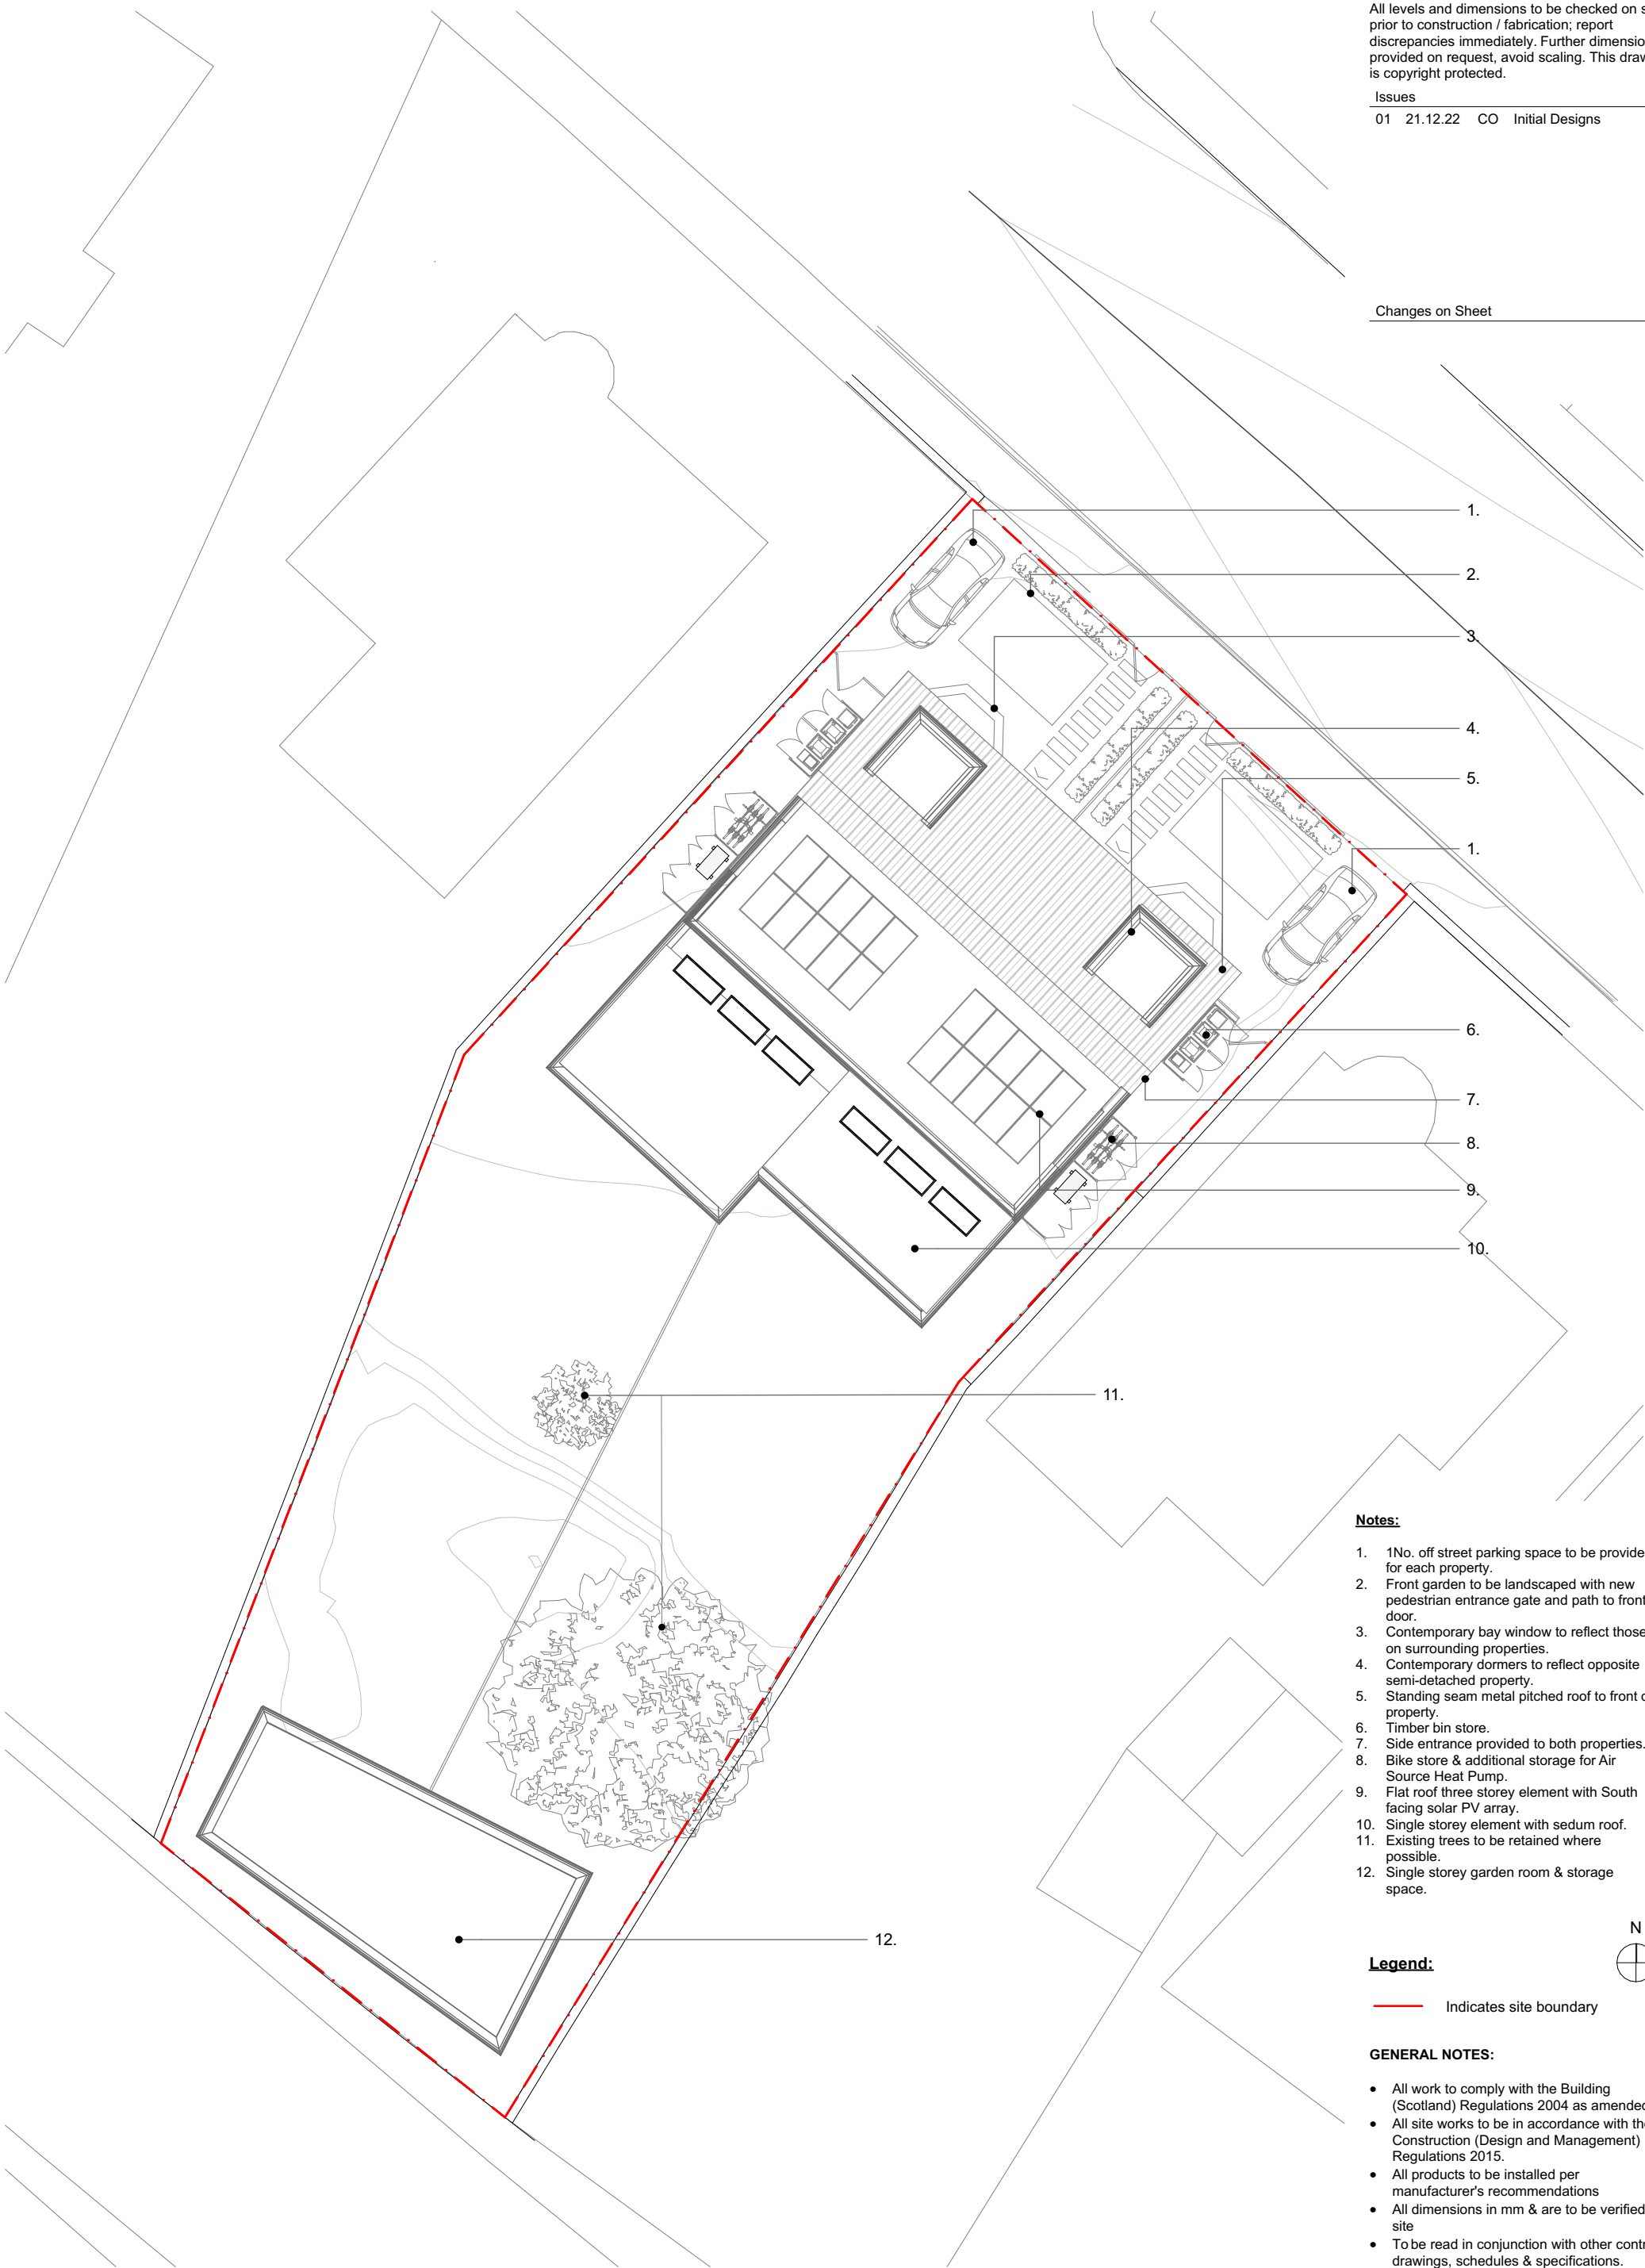 All levels and dimensions to be checked on s
prior to construction / fabrication; report
discrepancies immediately. Further dimensio
provided on request, avoid scaling. This draw
is copyright protected.
Issues
01 21.12.22 CO Initial Designs
Changes on Sheet
1.
2.
3.
4.
5.
1.
6.
7.
8.
9.
10.
11.
12.
Notes:
1. 1No. off street parking space to be provide
for each property.
2. Front garden to be landscaped with new
pedestrian entrance gate and path to front
door.
3. Contemporary bay window to reflect those
on surrounding properties.
4. Contemporary dormers to reflect opposite
semi-detached property.
5. Standing seam metal pitched roof to front o
property.
6. Timber bin store.
7. Side entrance provided to both properties.
8. Bike store & additional storage for Air
Source Heat Pump.
9. Flat roof three storey element with South
facing solar PV array.
10. Single storey element with sedum roof.
11. Existing trees to be retained where
possible.
12. Single storey garden room & storage
space.
N
Legend:
Indicates site boundary
GENERAL NOTES:
• All work to comply with the Building
(Scotland) Regulations 2004 as amended
• All site works to be in accordance with the
Construction (Design and Management)
Regulations 2015.
• All products to be installed per
manufacturer's recommendations
• All dimensions in mm & are to be verified
site
• To be read in conjunction with other contr
drawings, schedules & specifications.